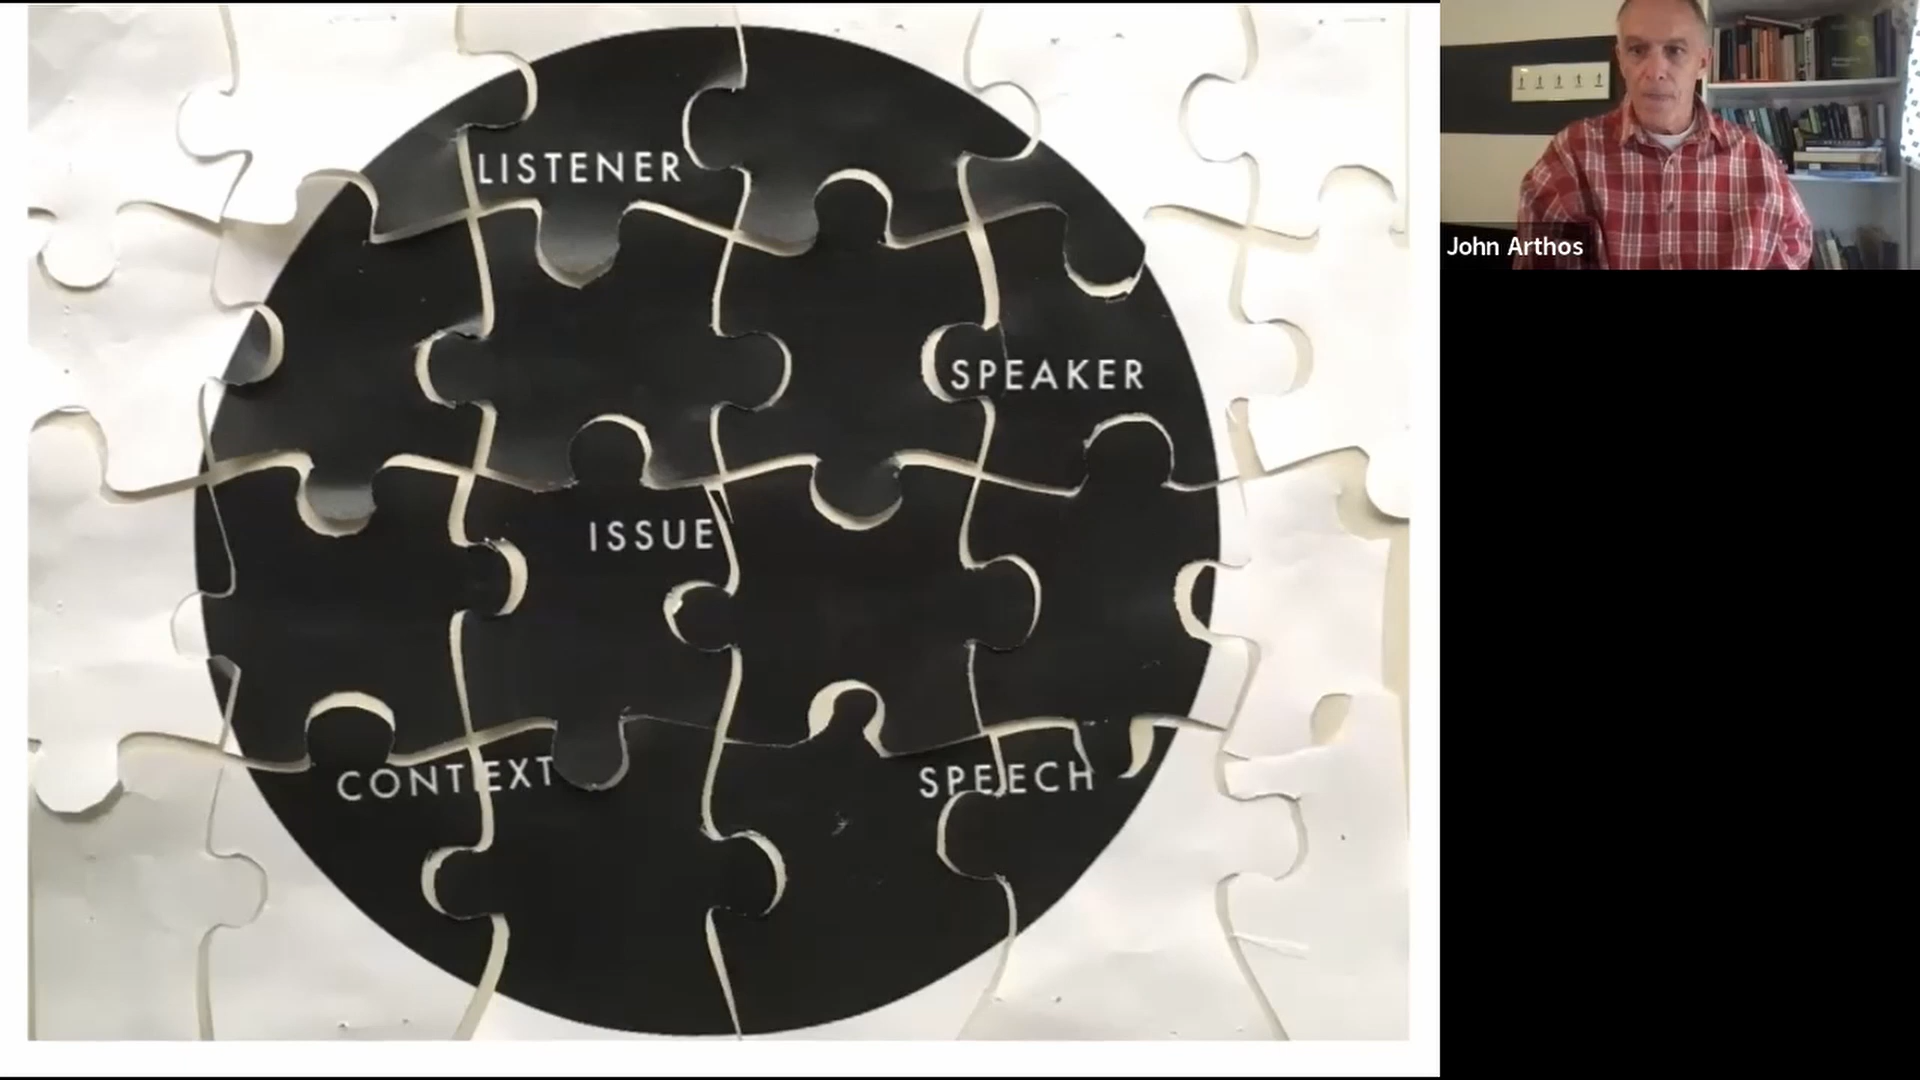 LISTENER
SPEAKER
ISSUE
CONTEXT
SPEECH
John Arthos